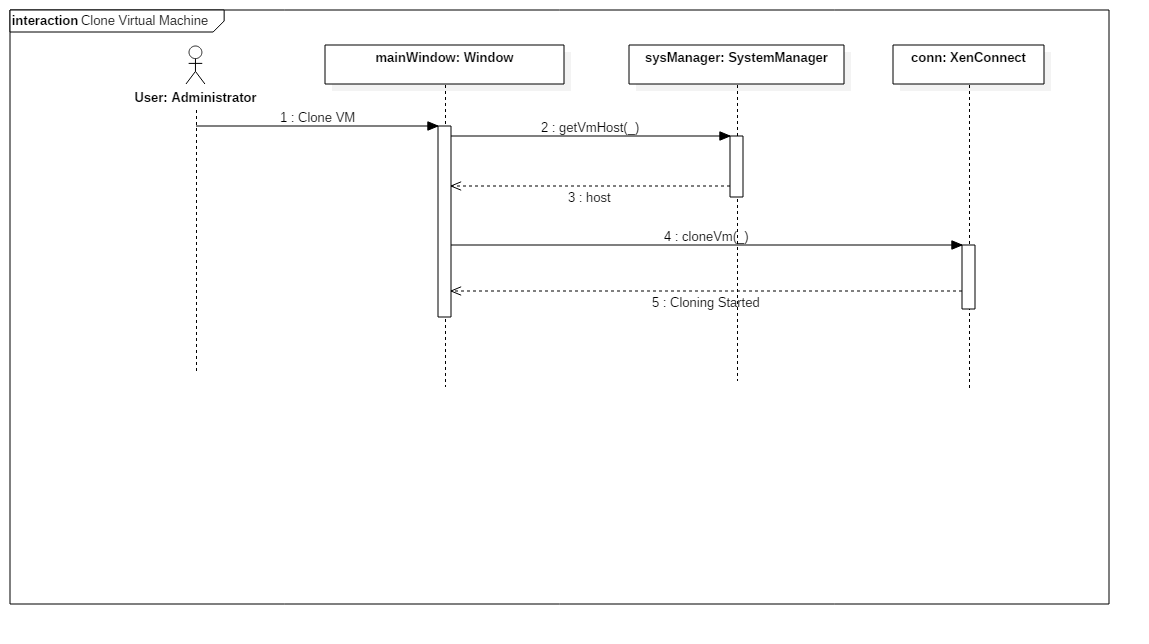 interaction Clone Virtual Machine
mainWindow: Window
sysManager: SystemManager
conn: XenConnect
User: Administrator
1 : Clone VM
2 : getVmHost(_)
3 : host
4 : cloneVm(_)
5 : Cloning Started